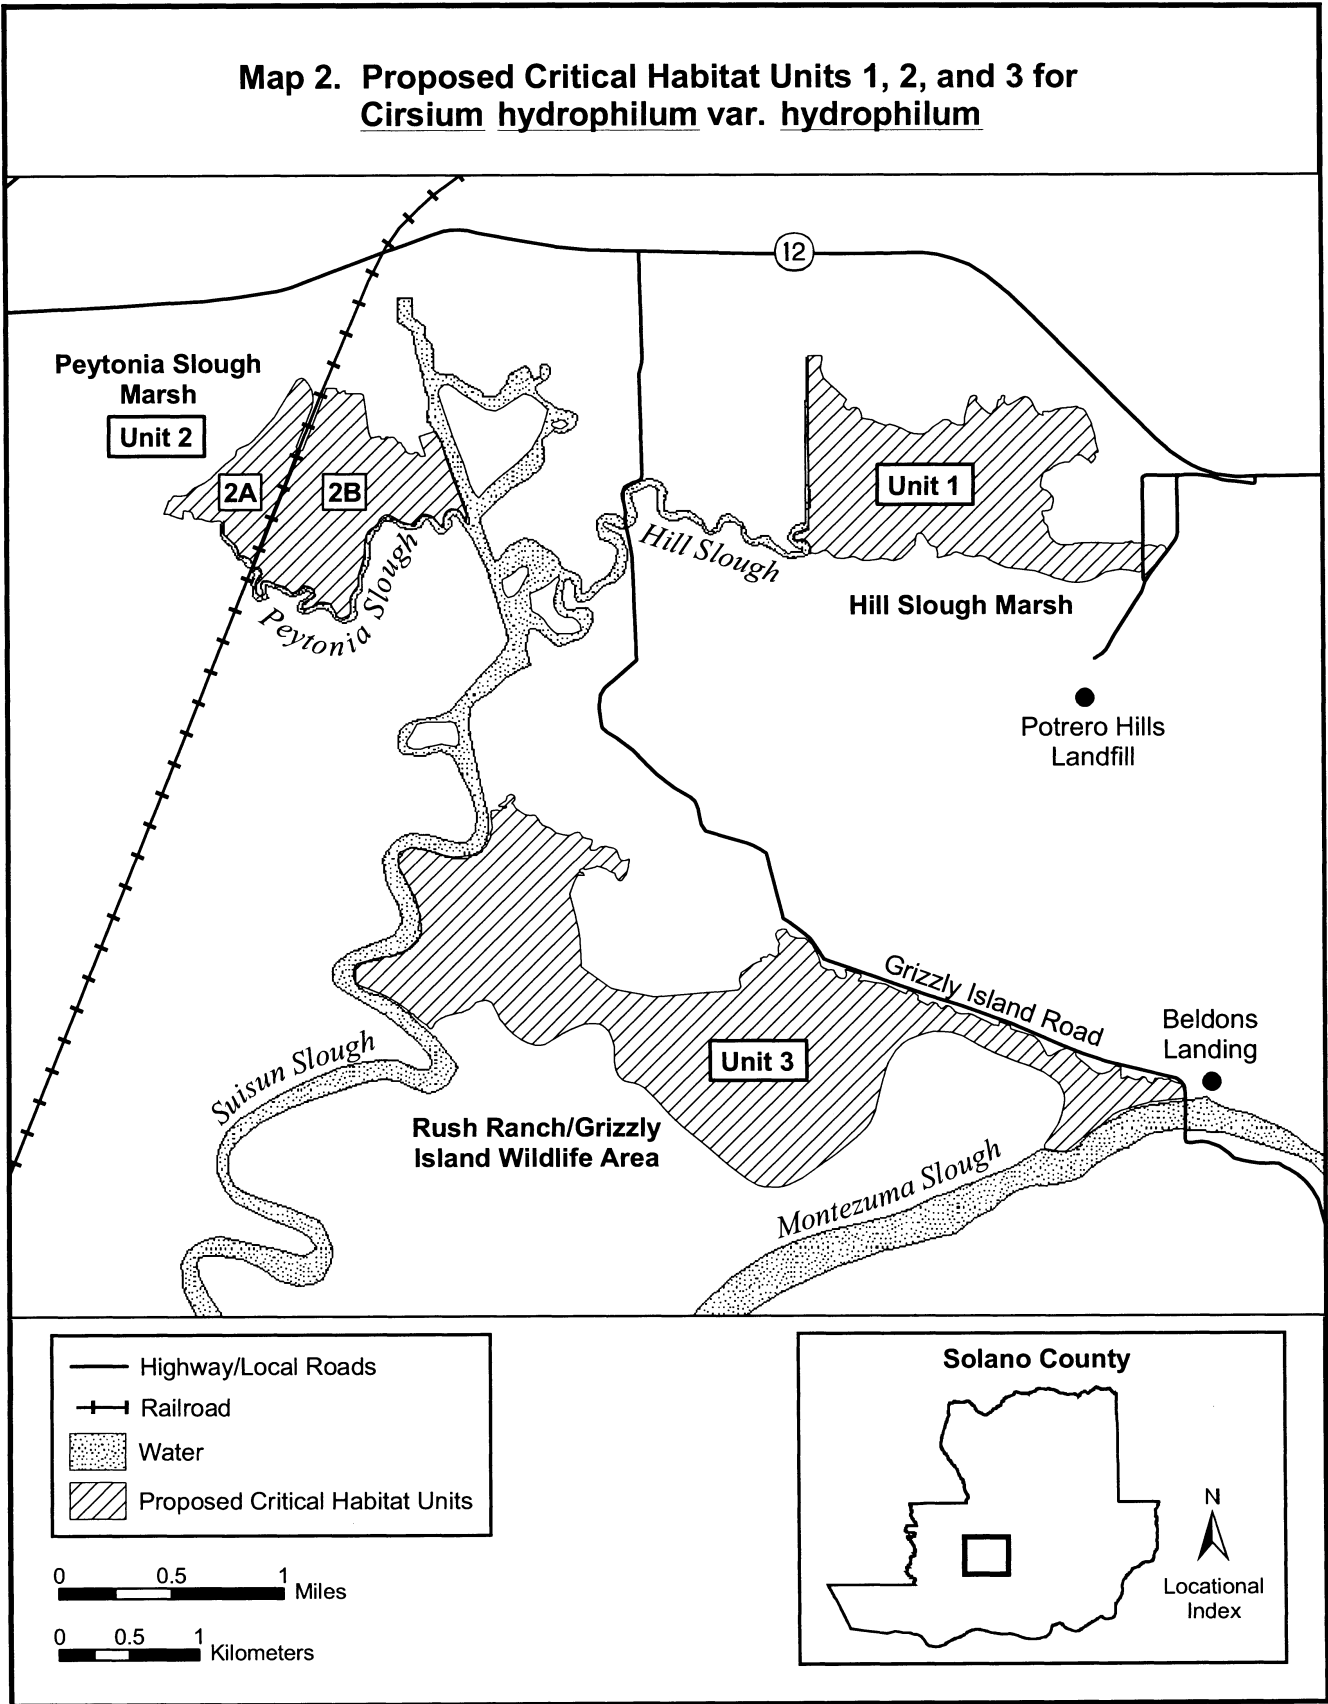 Map 2. Proposed Critical Habitat Units 1, 2, and 3 for
Cirsium hydrophilum var. hydrophilum
12
Peytonia Slough
Marsh
Unit 2
2A
2B
Unit 1
Hill Slough
Hill Slough Marsh
Peytonia Slough
Potrero Hills
Landfill
Grizzly Island Road
Beldons
Landing
Unit 3
Suisun Slough
Rush Ranch/Grizzly
Island Wildlife Area
Montezuma Slough
Highway/Local Roads
Railroad
Water
Proposed Critical Habitat Units
0 0.5 1
Miles
0 0.5 1
Kilometers
Solano County
N
Locational
Index